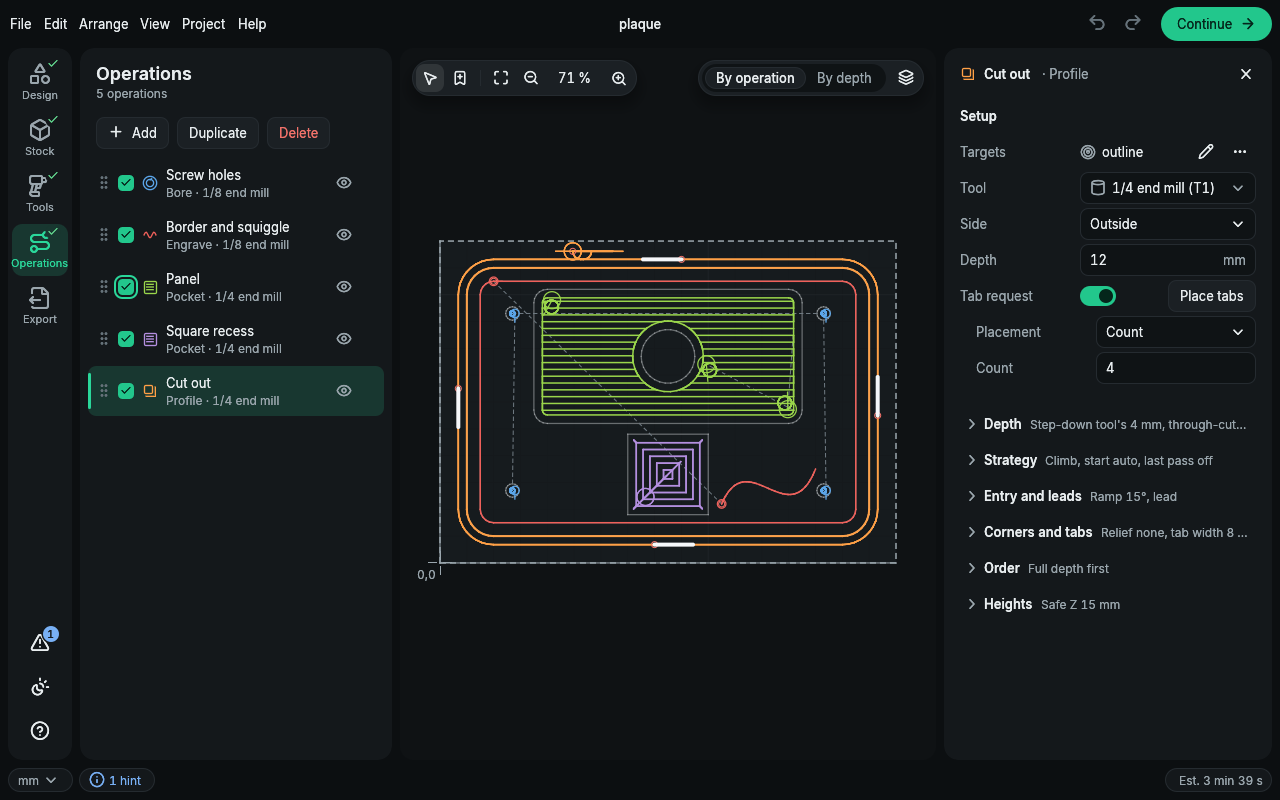 File Edit Arrange View Project Help
plaque
Continue
Design
Stock
Tools
Operations
Export
1
Operations
5 operations
Add
Duplicate
Delete
Screw holes
Bore · 1/8 end mill
Border and squiggle
Engrave · 1/8 end mill
Panel
Pocket · 1/4 end mill
Square recess
Pocket · 1/4 end mill
Cut out
Profile · 1/4 end mill
71 %
By operation
By depth
0,0
Cut out · Profile
Setup
Targets outline
Tool 1/4 end mill (T1)
Side Outside
Depth 12 mm
Tab request Place tabs
Placement Count
Count 4
Depth Step-down tool's 4 mm, through-cut...
Strategy Climb, start auto, last pass off
Entry and leads Ramp 15°, lead
Corners and tabs Relief none, tab width 8 ...
Order Full depth first
Heights Safe Z 15 mm
mm
1 hint
Est. 3 min 39 s